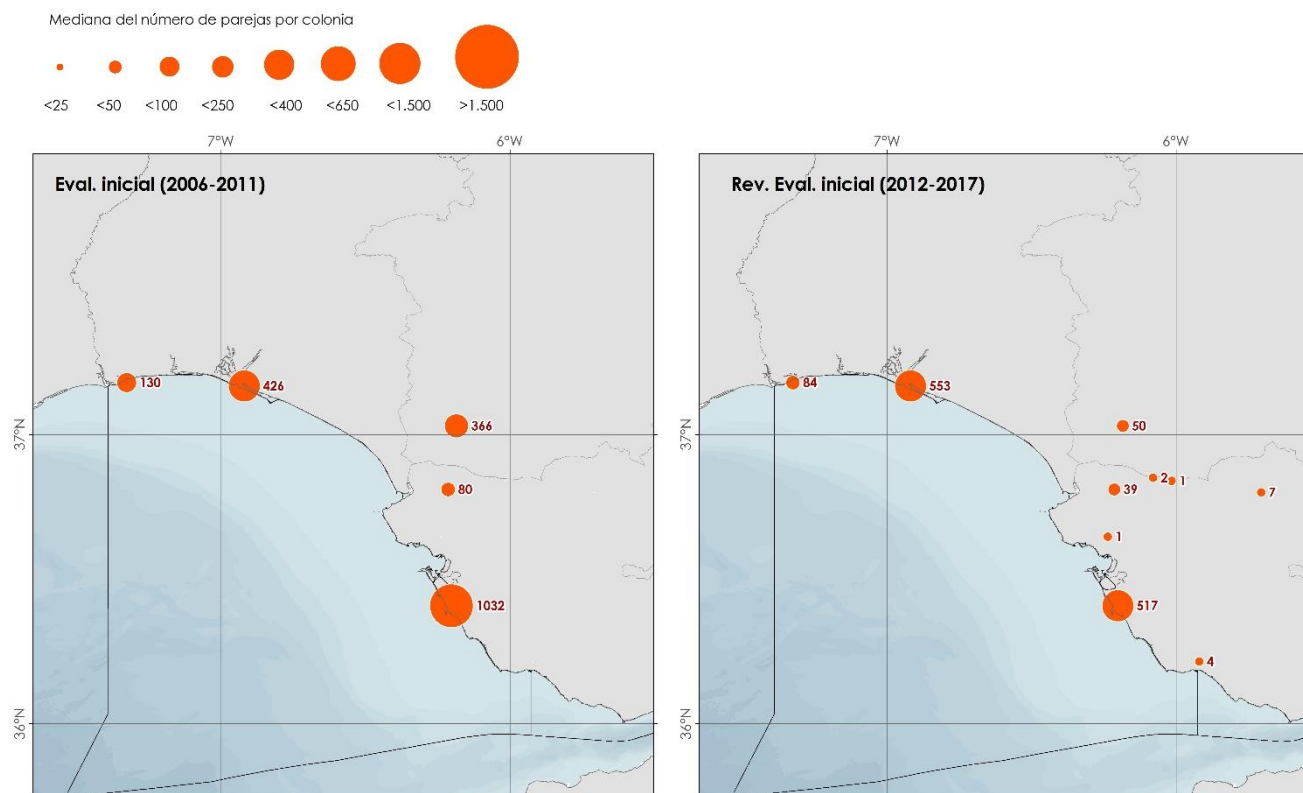 Mediana del número de parejas por colonia
<25 <50 <100 <250 <400 <650 <1.500 >1.500
7°W 6°W 7°W 6°W
Eval. inicial (2006-2011)
Rev. Eval. inicial (2012-2017)
130
426
366
80
1032
37°N
36°N
84
553
50
2
1
7
39
1
517
4
37°N
36°N